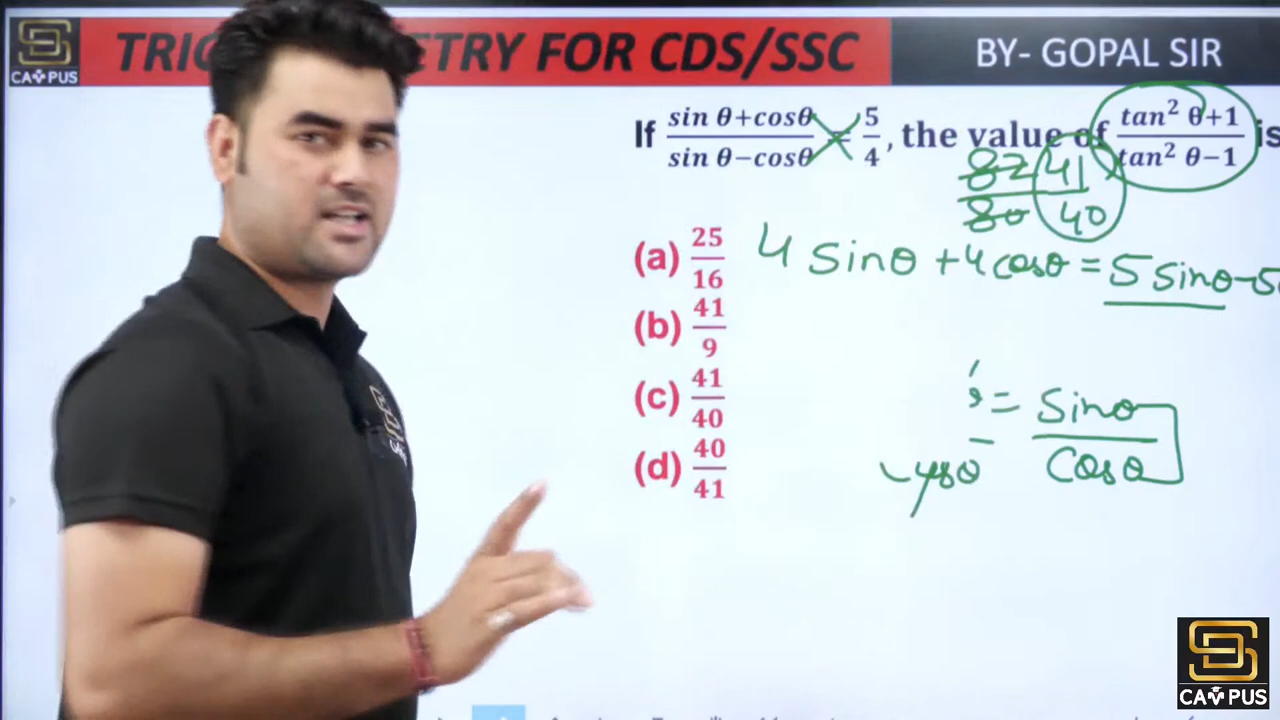 CAMPUS
TRIG ETRY FOR CDS/SSC
BY- GOPAL SIR
If (sin θ+cosθ)/(sin θ−cosθ) = 5/4, the value of (tan² θ+1)/(tan² θ−1) is
82 41
80 40
(a) 25/16
4 sinθ + 4 cosθ = 5 sinθ - 5
(b) 41/9
(c) 41/40
= sinθ/cosθ
(d) 40/41
CAMPUS